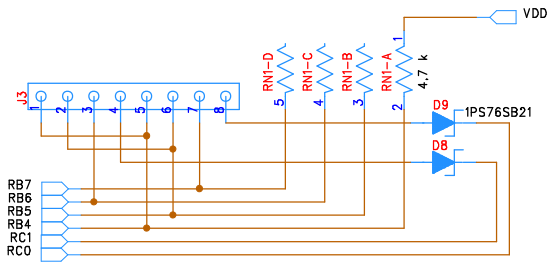 VDD
RN1-D
RN1-C
RN1-B
RN1-A
1
4,7 k
J3
1 2 3 4 5 6 7 8
5
4
3
2
D9
1PS76SB21
D8
RB7
RB6
RB5
RB4
RC1
RC0